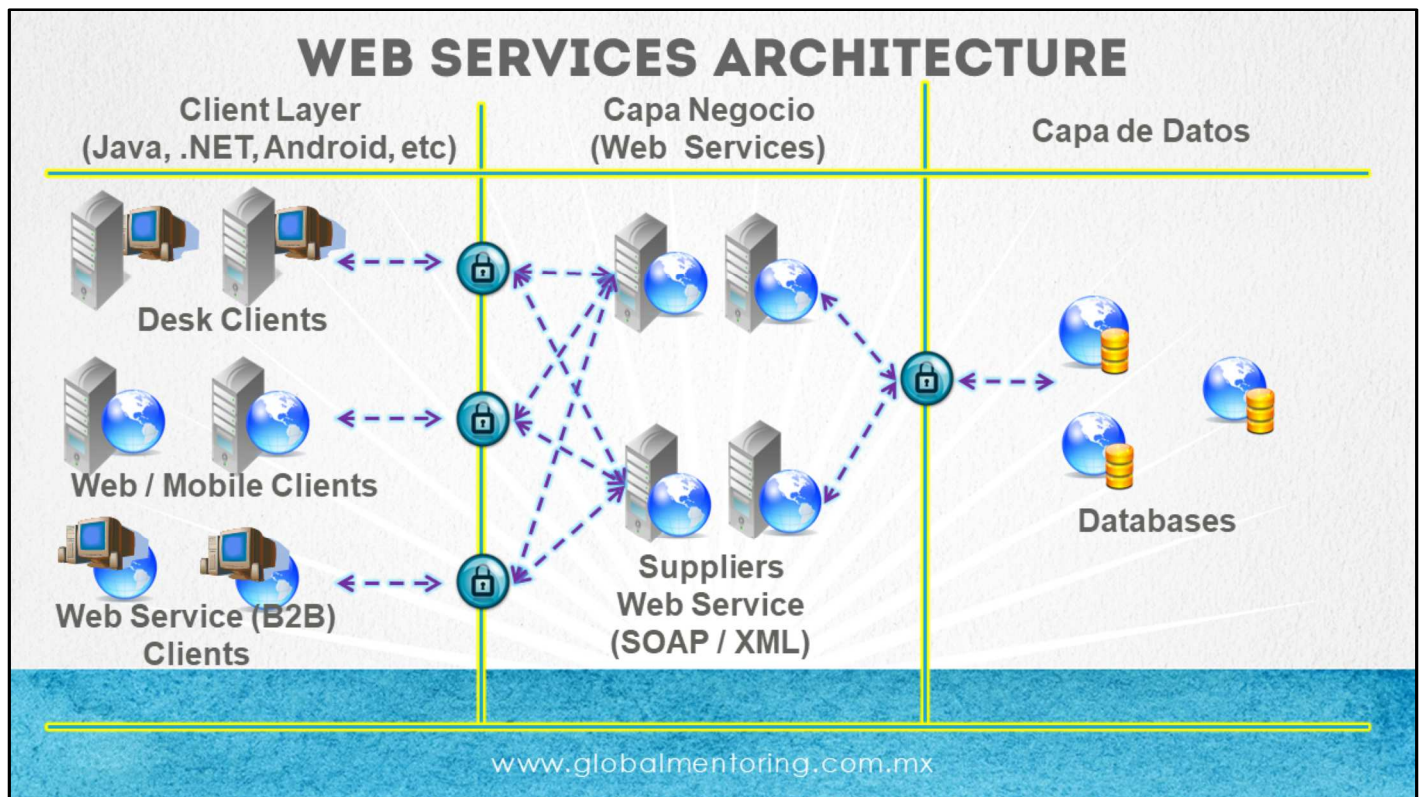 WEB SERVICES ARCHITECTURE
Client Layer
(Java, .NET, Android, etc)
Capa Negocio
(Web Services)
Capa de Datos
Desk Clients
Web / Mobile Clients
Web Service (B2B)
Clients
Suppliers
Web Service
(SOAP / XML)
Databases
www.globalmentoring.com.mx